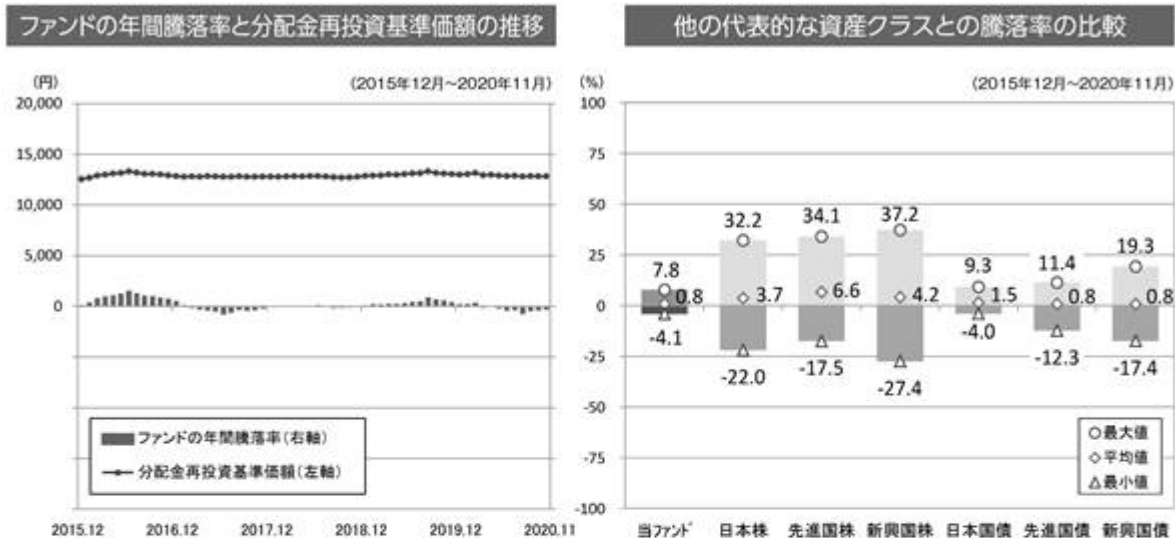 ファンドの年間騰落率と分配金再投資基準価額の推移
(円)
(2015年12月~2020年11月)
20,000
15,000
10,000
5,000
0
ファンドの年間騰落率(右軸)
分配金再投資基準価額(左軸)
2015.12 2016.12 2017.12 2018.12 2019.12 2020.11
他の代表的な資産クラスとの騰落率の比較
(%)
(2015年12月~2020年11月)
100
75
50
25
0
-25
-50
-75
-100
7.8 32.2 34.1 37.2 9.3 11.4 19.3
0.8 3.7 6.6 4.2 1.5 0.8 0.8
-4.1 -22.0 -17.5 -27.4 -4.0 -12.3 -17.4
最大値
平均値
最小値
当ファンド 日本株 先進国株 新興国株 日本国債 先進国債 新興国債